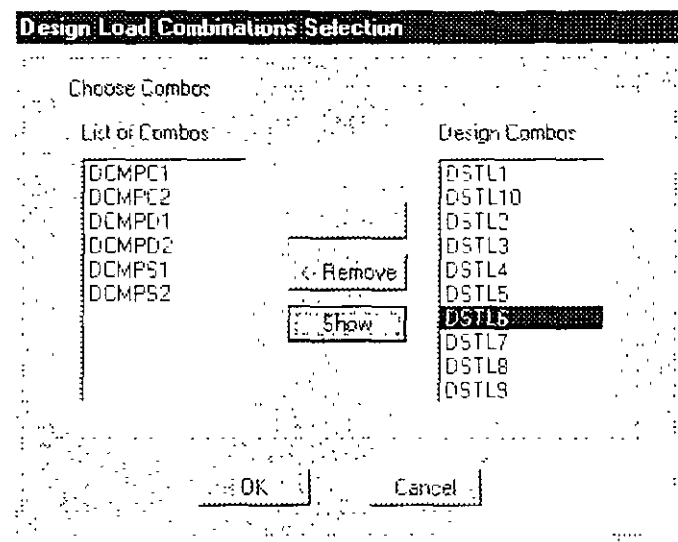 Design Load Combinations Selection
Choose Combos
List of Combos
Design Combos
DCMPC1
DCMPC2
DCMPD1
DCMPD2
DCMPS1
DCMPS2
<- Remove
Show
DSTL1
DSTL10
DSTL2
DSTL3
DSTL4
DSTL5
DSTL6
DSTL7
DSTL8
DSTL9
OK
Cancel